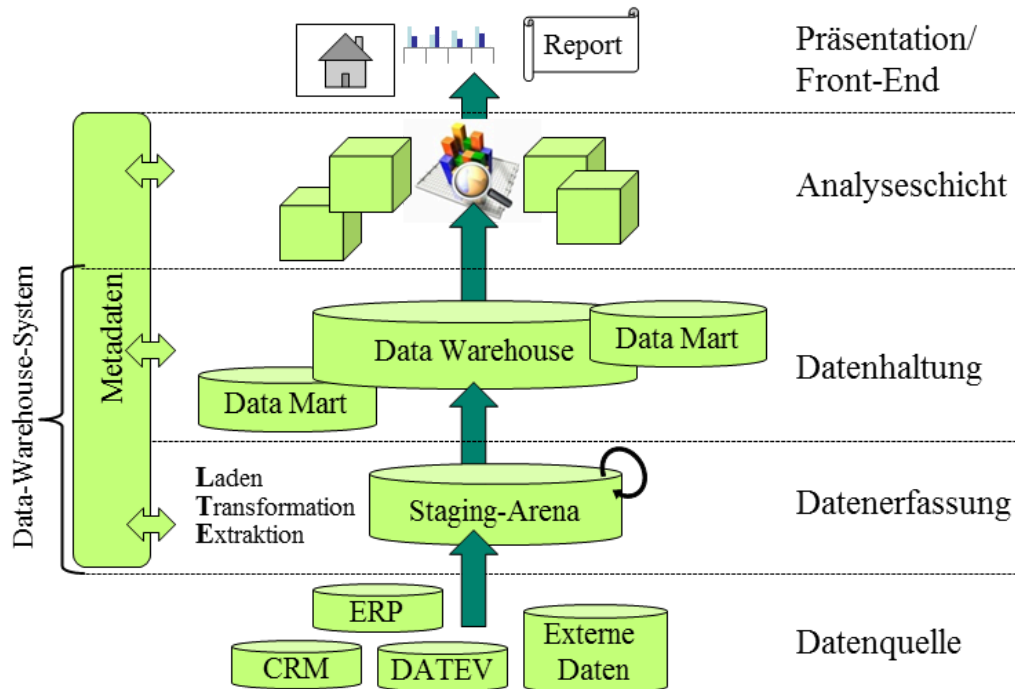 Report
Präsentation/
Front-End
Analyseschicht
Data-Warehouse-System
Metadaten
Data Warehouse
Data Mart
Data Mart
Datenhaltung
Laden
Transformation
Extraktion
Staging-Arena
Datenerfassung
ERP
CRM
DATEV
Externe
Daten
Datenquelle